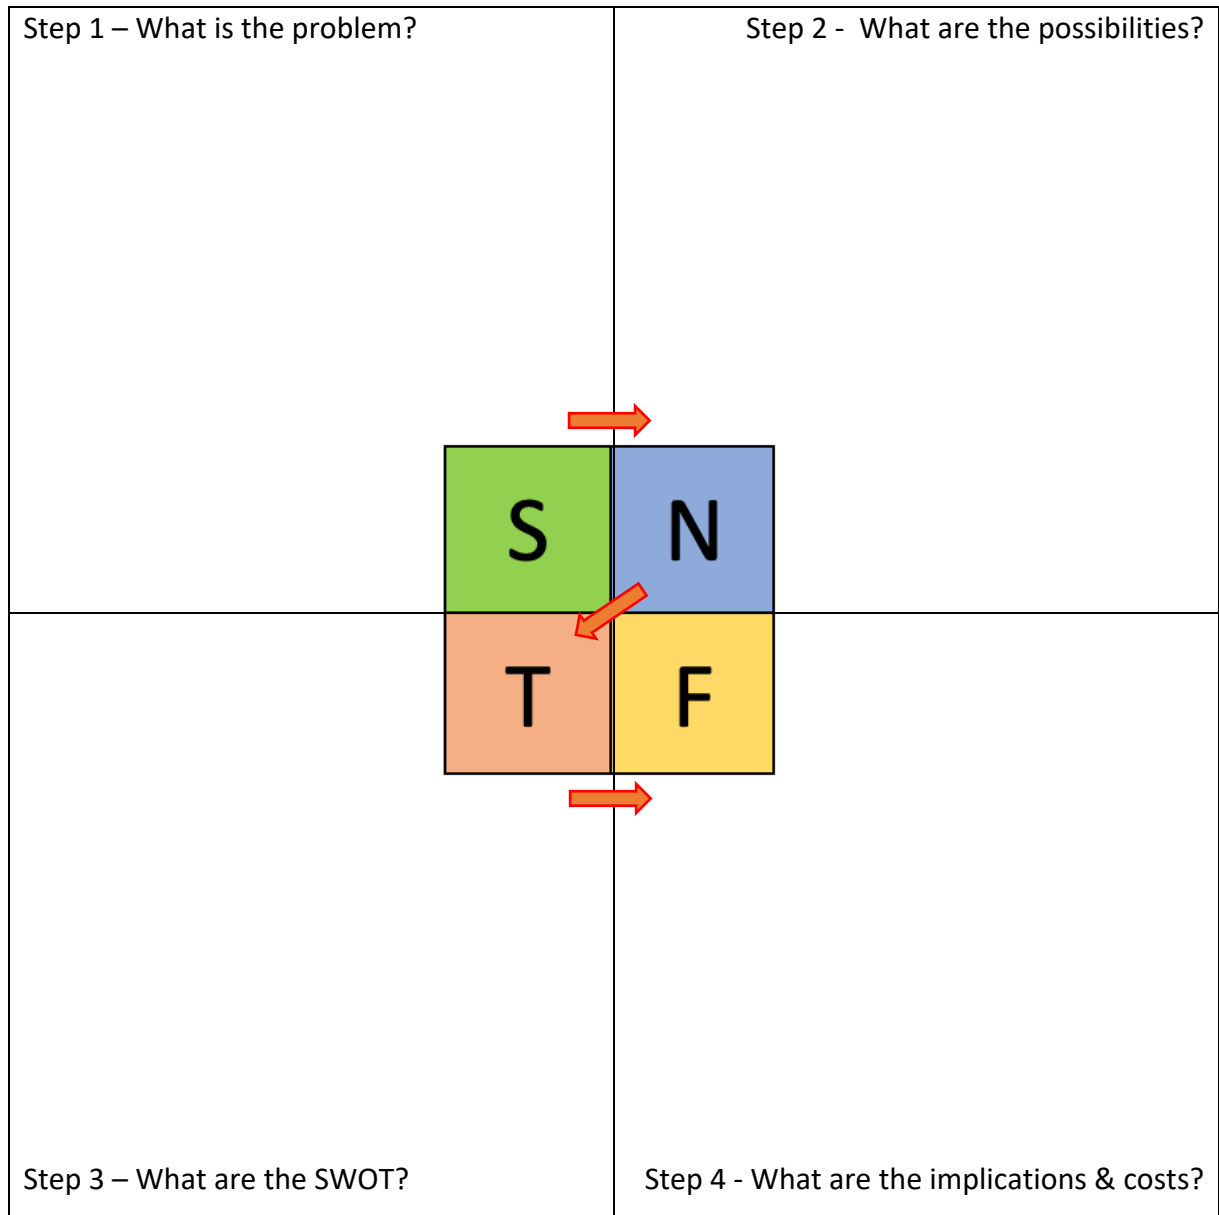 Step 1 – What is the problem?
Step 2 -  What are the possibilities?
S
N
T
F
Step 3 – What are the SWOT?
Step 4 - What are the implications & costs?